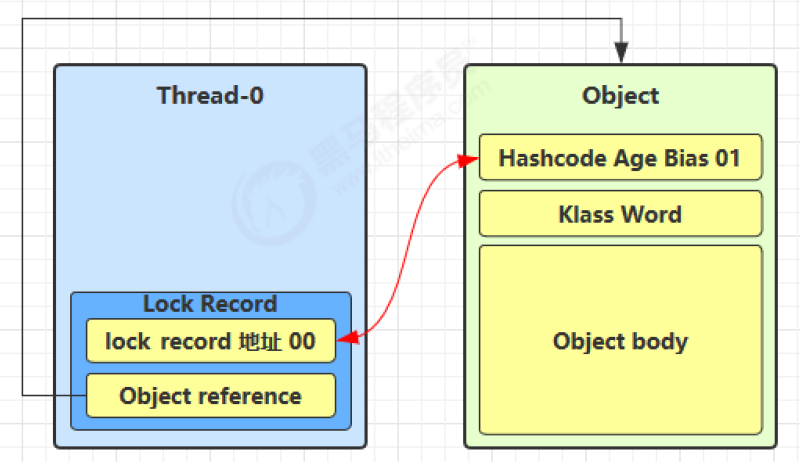 Thread-0
Lock Record
lock record 地址 00
Object reference
Object
Hashcode Age Bias 01
Klass Word
Object body
黑马程序员
www.itheima.com